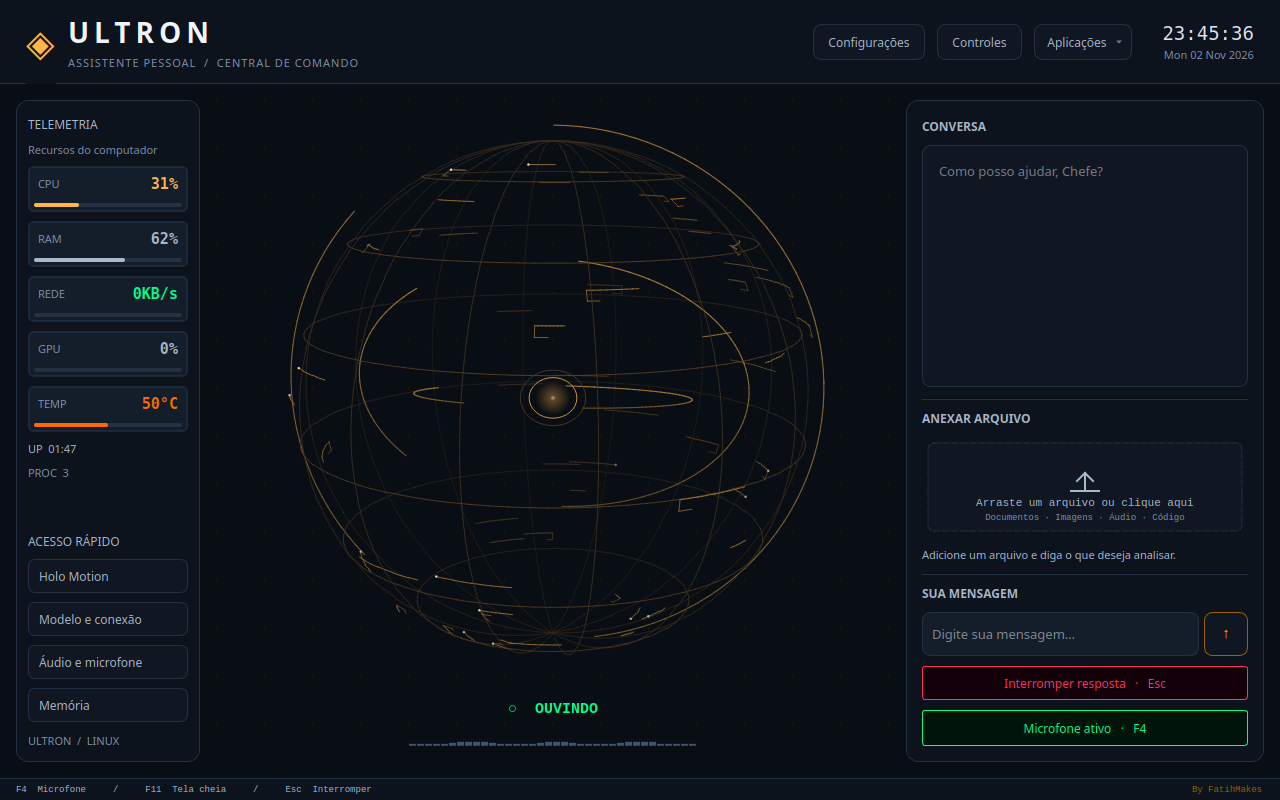 ULTRON
ASSISTENTE PESSOAL / CENTRAL DE COMANDO
Configurações
Controles
Aplicações
23:45:36
Mon 02 Nov 2026
TELEMETRIA
Recursos do computador
CPU 31%
RAM 62%
REDE 0KB/s
GPU 0%
TEMP 50°C
UP 01:47
PROC 3
ACESSO RÁPIDO
Holo Motion
Modelo e conexão
Áudio e microfone
Memória
ULTRON / LINUX
OUVINDO
CONVERSA
Como posso ajudar, Chefe?
ANEXAR ARQUIVO
Arraste um arquivo ou clique aqui
Documentos · Imagens · Áudio · Código
Adicione um arquivo e diga o que deseja analisar.
SUA MENSAGEM
Digite sua mensagem...
↑
Interromper resposta · Esc
Microfone ativo · F4
F4 Microfone / F11 Tela cheia / Esc Interromper
By FatihMakes